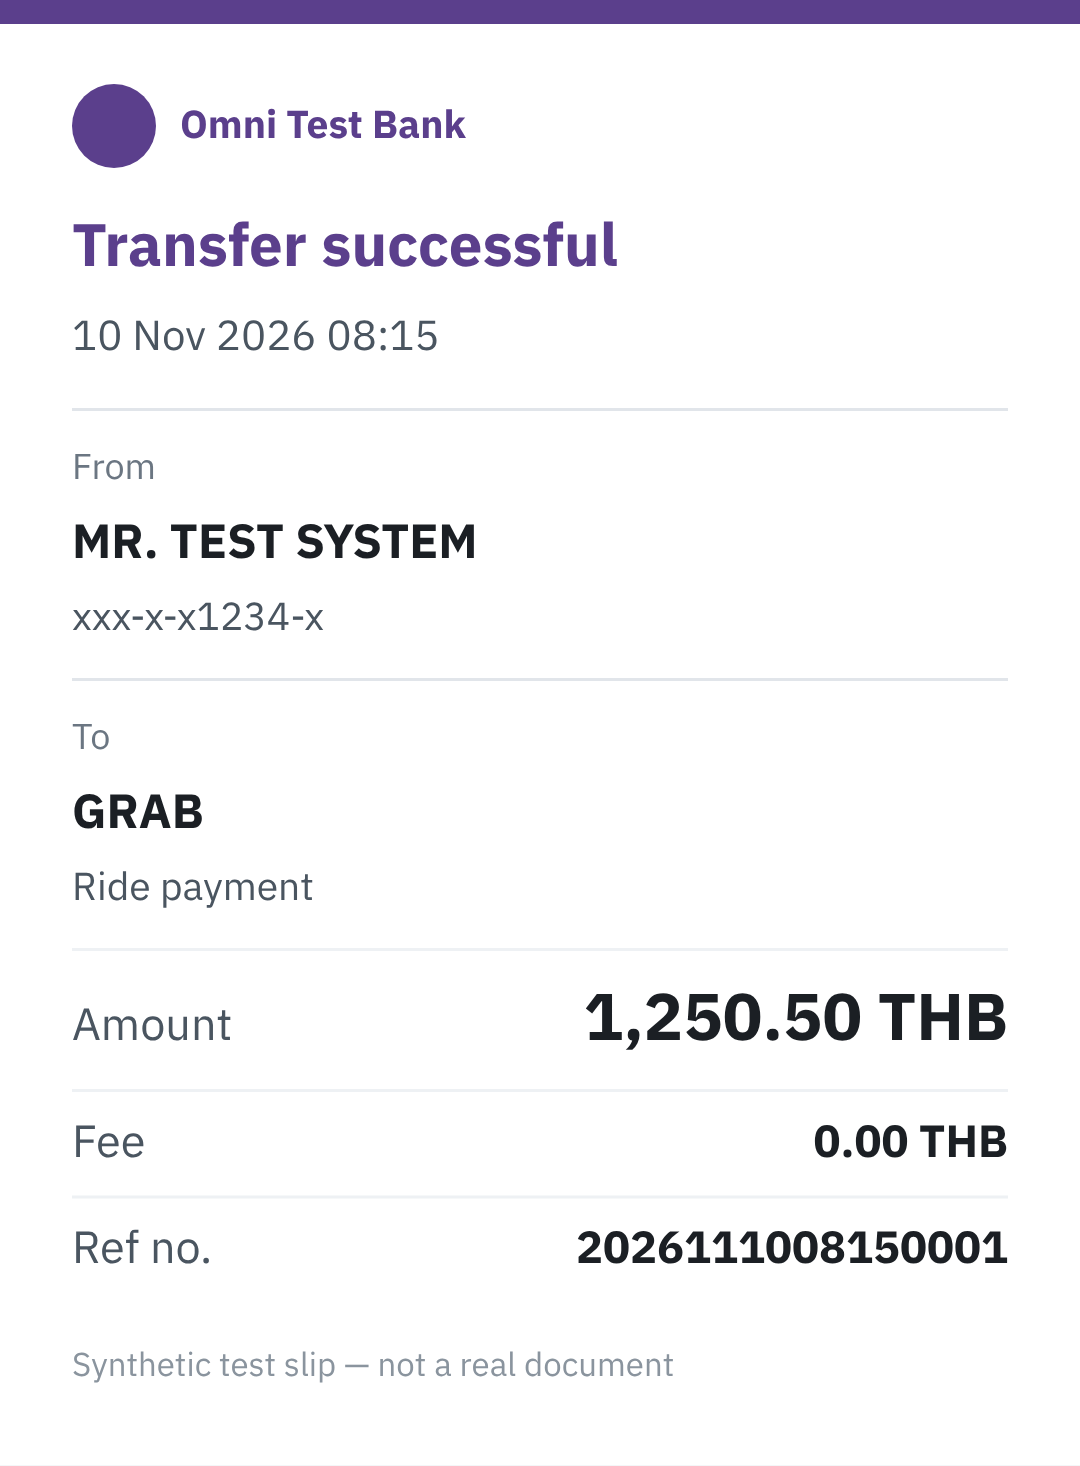 Omni Test Bank
Transfer successful
10 Nov 2026 08:15
From
MR. TEST SYSTEM
xxx-x-x1234-x
To
GRAB
Ride payment
Amount 1,250.50 THB
Fee 0.00 THB
Ref no. 2026111008150001
Synthetic test slip — not a real document